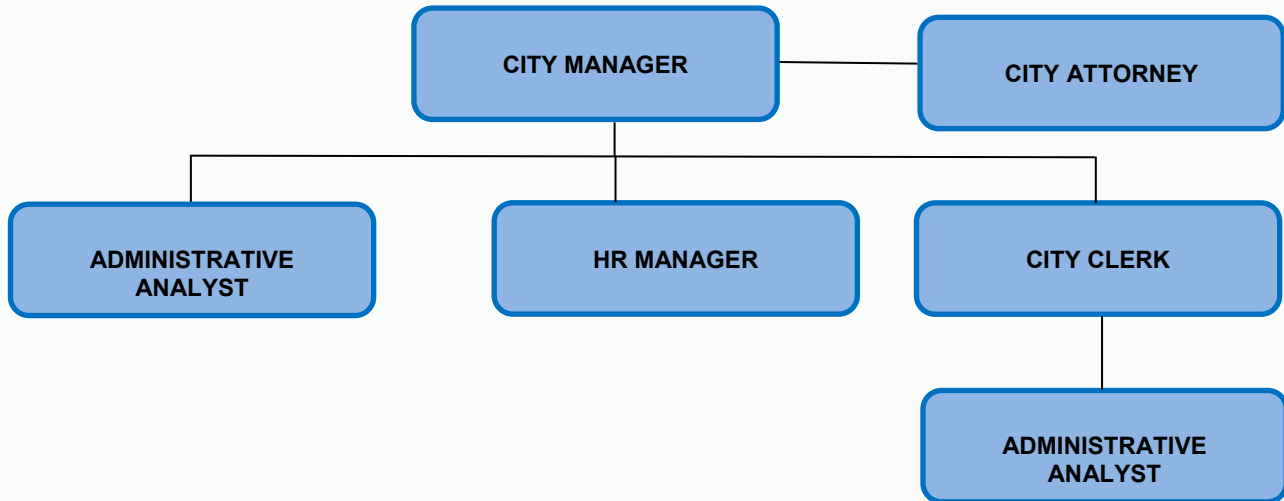 CITY MANAGER
CITY ATTORNEY
ADMINISTRATIVE
ANALYST
HR MANAGER
CITY CLERK
ADMINISTRATIVE
ANALYST